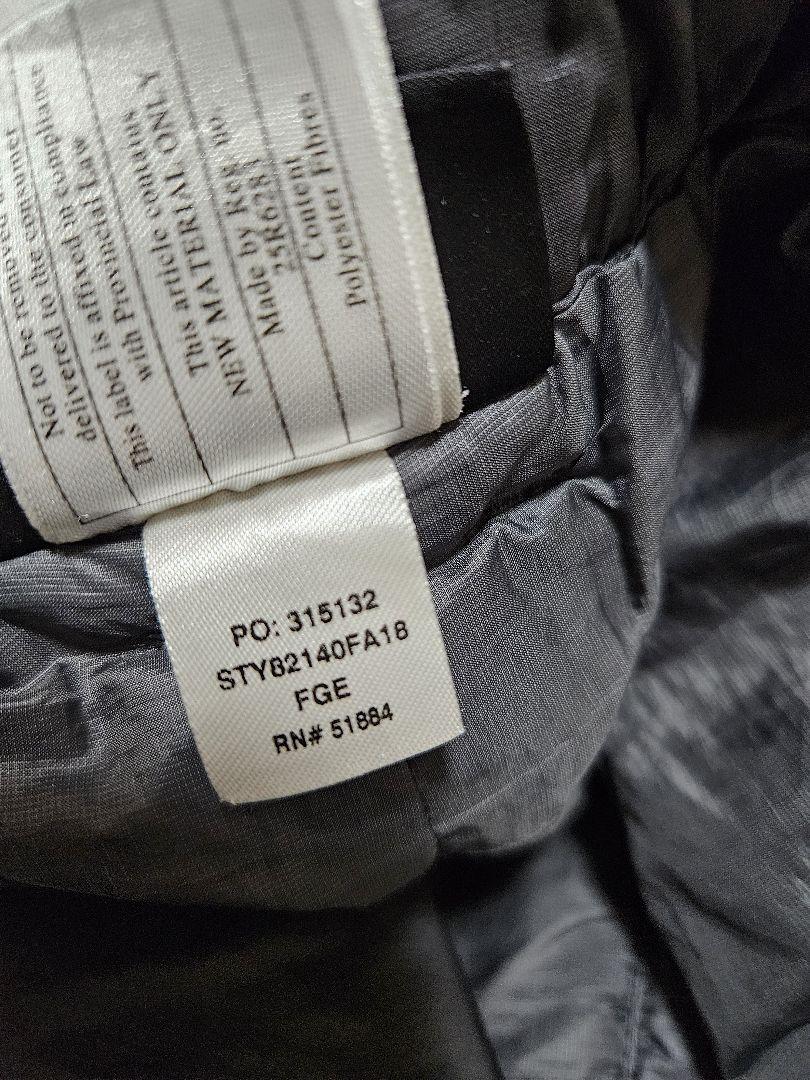 Not to be removed
delivered to the consumer
This label is affixed in compliance
with Provincial Law
This article contains
NEW MATERIAL ONLY
Made by Reg. no.
Content
Polyester Fibres
PO: 315132
STY82140FA18
FGE
RN# 51884